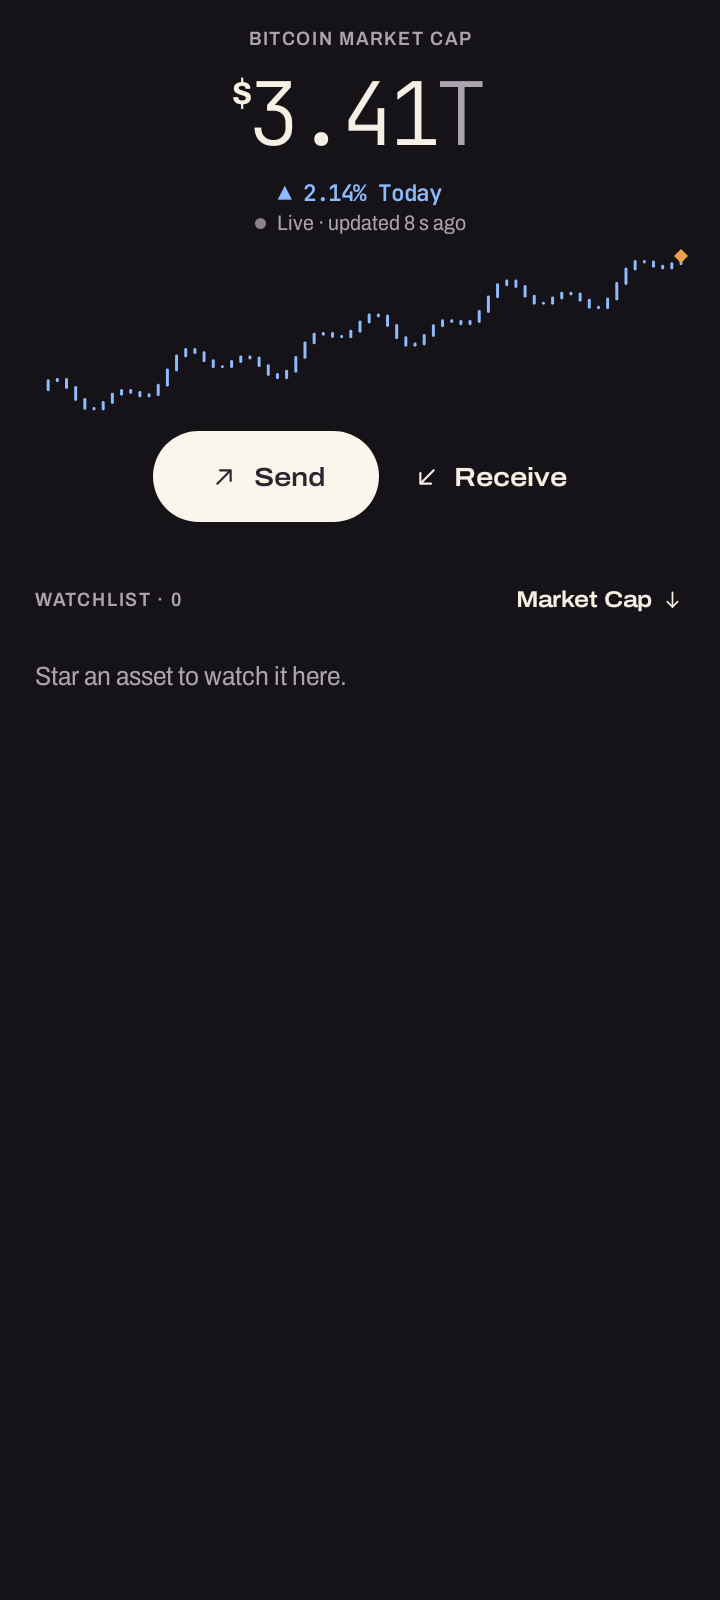 BITCOIN MARKET CAP
$3.41T
▲ 2.14% Today
Live · updated 8 s ago
↗ Send
↙ Receive
WATCHLIST · 0
Market Cap ↓
Star an asset to watch it here.